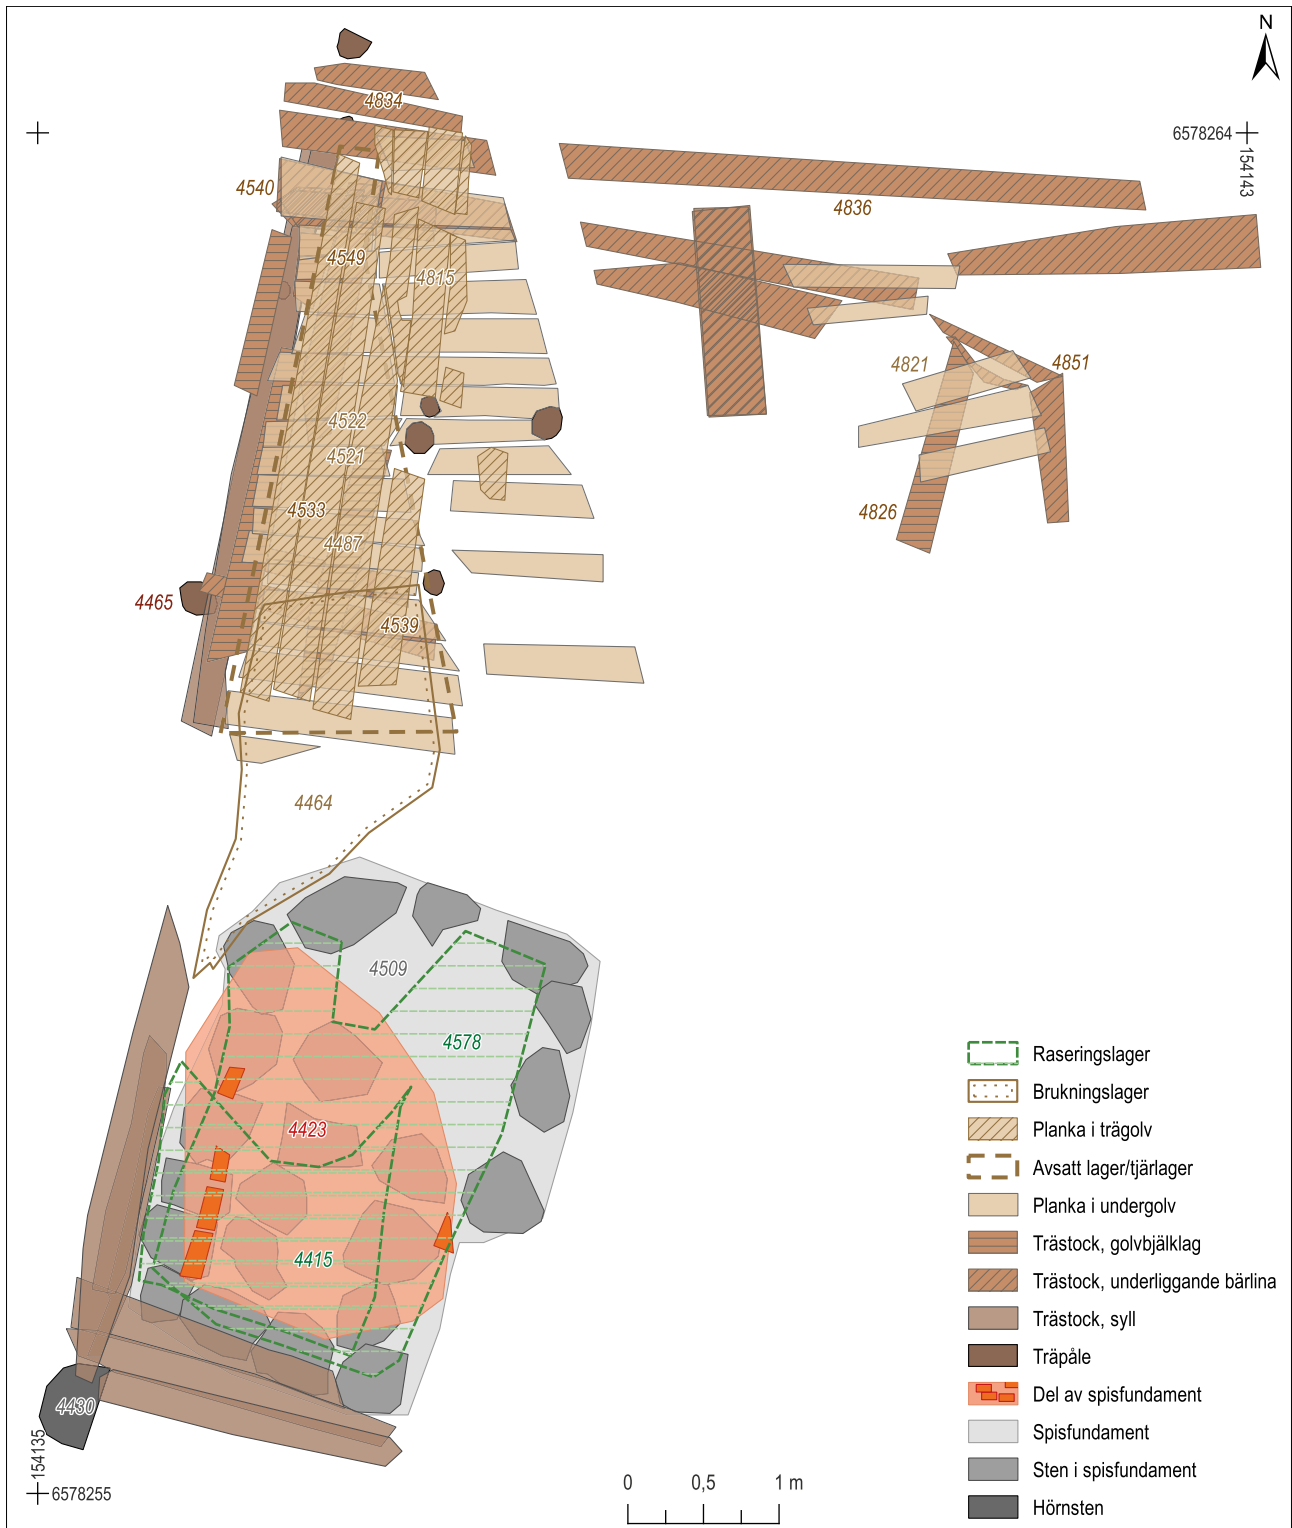 N
4834
6578264
154143
4540
4836
4549
4815
4821
4851
4522
4521
4533
4826
4487
4465
4539
4464
4509
4578
4423
4415
4430
154135
6578255
Raseringslager
Brukningslager
Planka i trägolv
Avsatt lager/tjärlager
Planka i undergolv
Trästock, golvbjälklag
Trästock, underliggande bärlina
Trästock, syll
Träpåle
Del av spisfundament
Spisfundament
Sten i spisfundament
Hörnsten
0 0,5 1 m